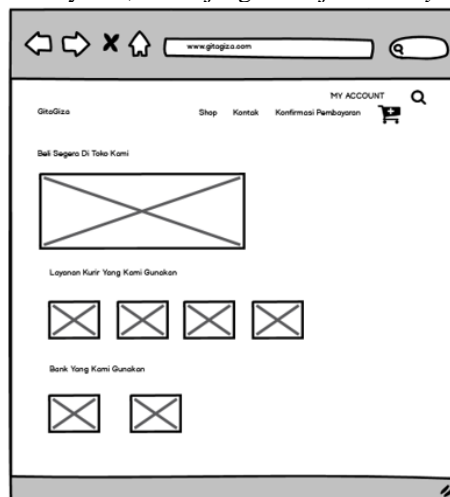 www.gitagiza.com
MY ACCOUNT
GitaGiza Shop Kontak Konfirmasi Pembayaran
Beli Segera Di Toko Kami
Layanan Kurir Yang Kami Gunakan
Bank Yang Kami Gunakan